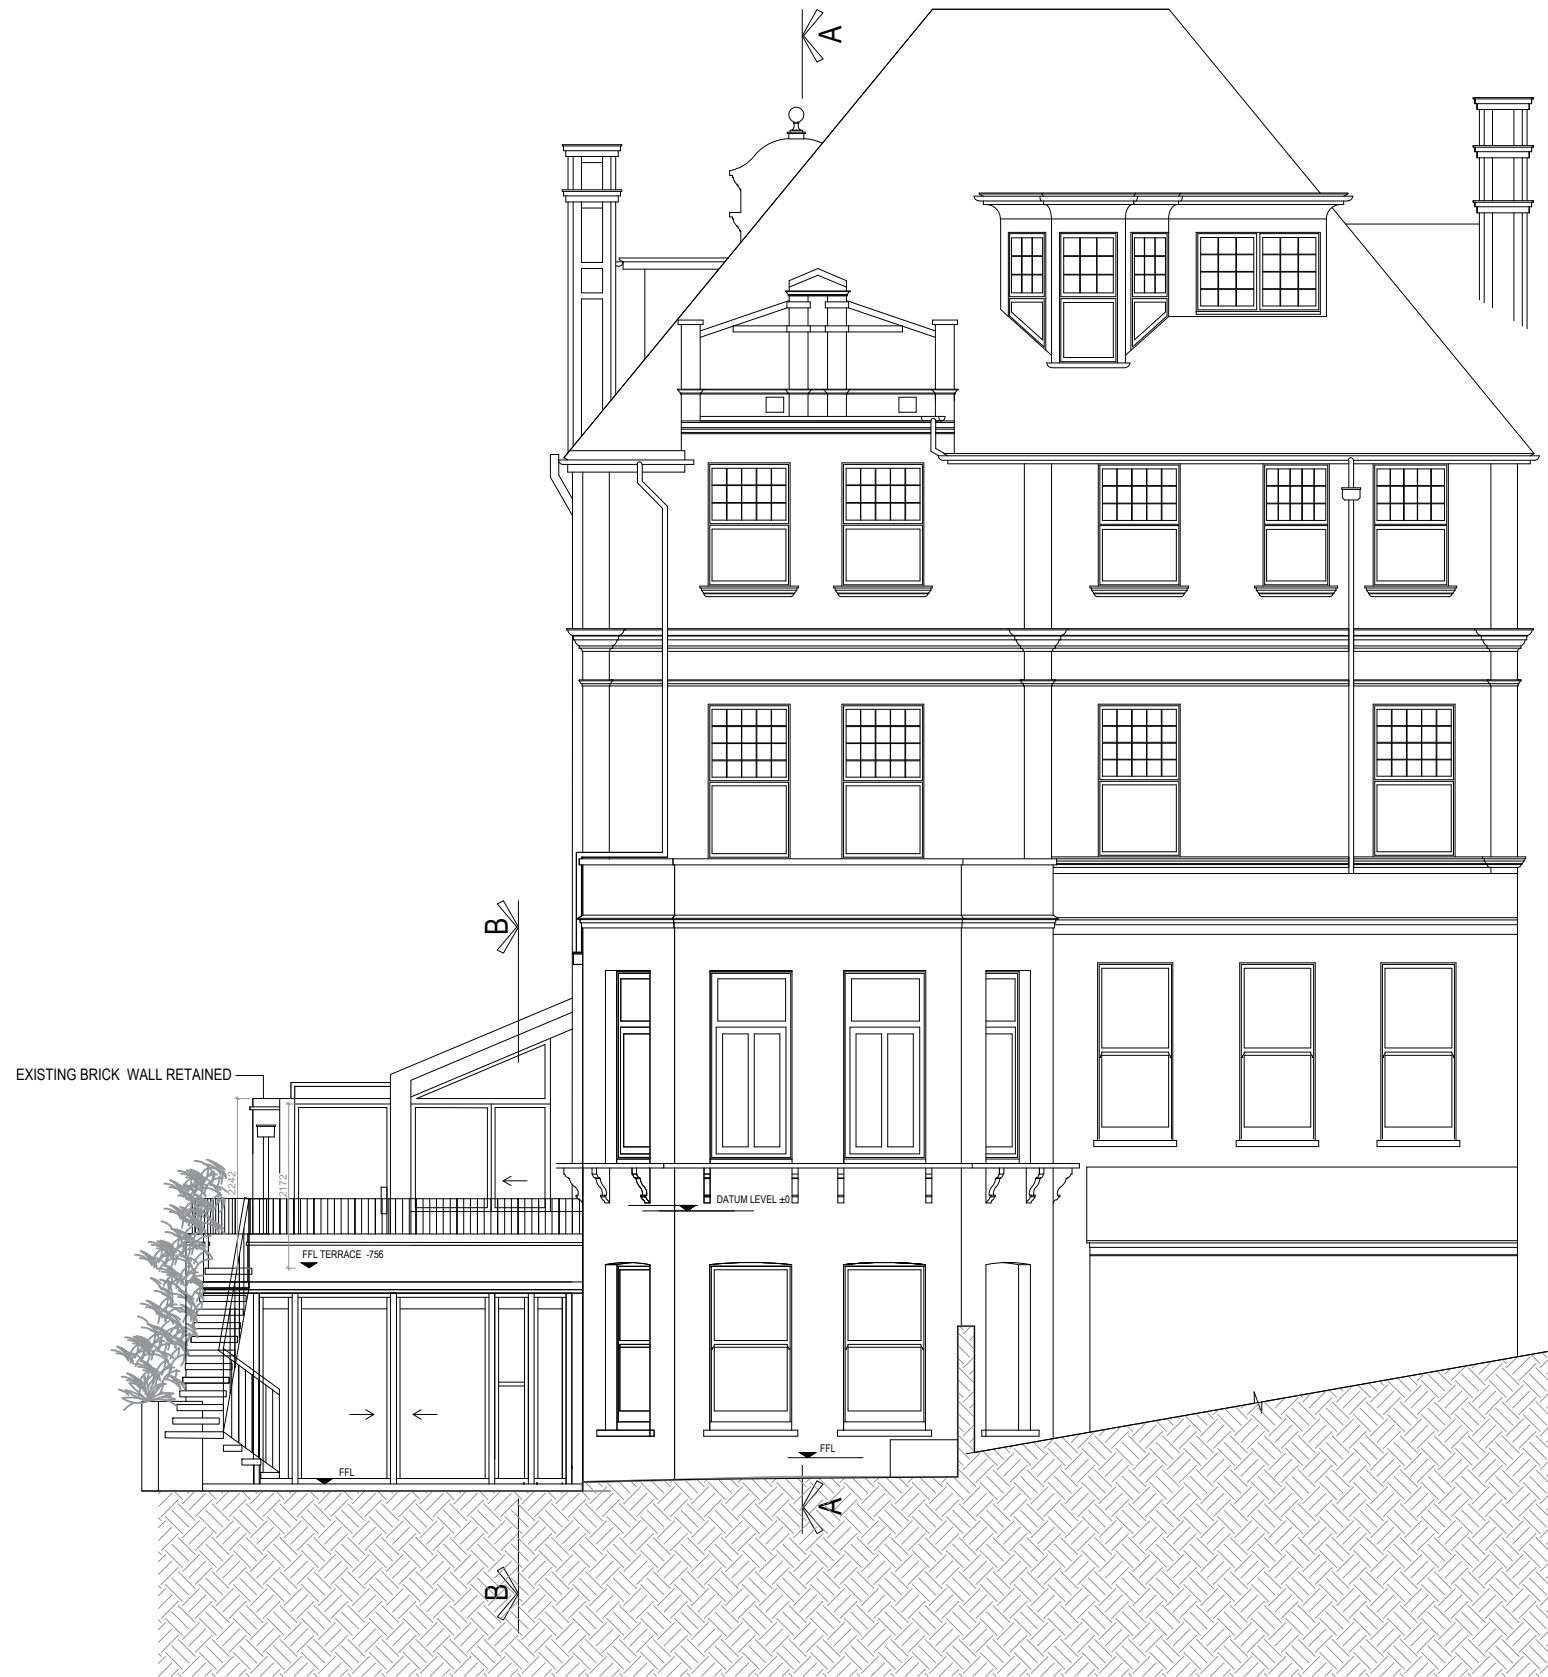 A
B
EXISTING BRICK WALL RETAINED
2242
2172
DATUM LEVEL ±0
FFL TERRACE -756
FFL
FFL
A
B